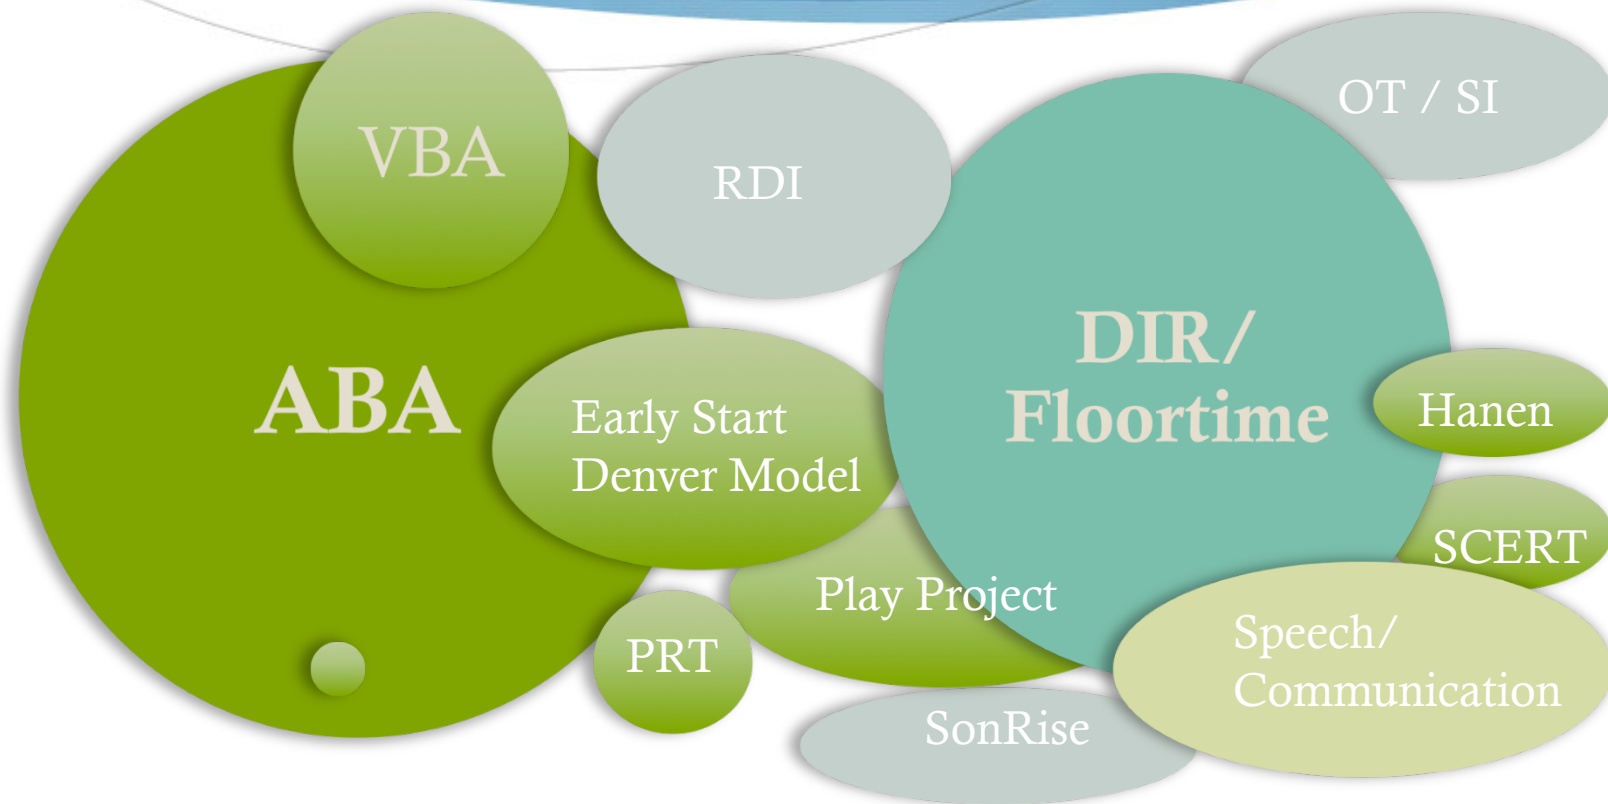 OT / SI
VBA
RDI
DIR/
Floortime
ABA
Early Start
Denver Model
Hanen
SCERT
Play Project
PRT
Speech/
Communication
SonRise